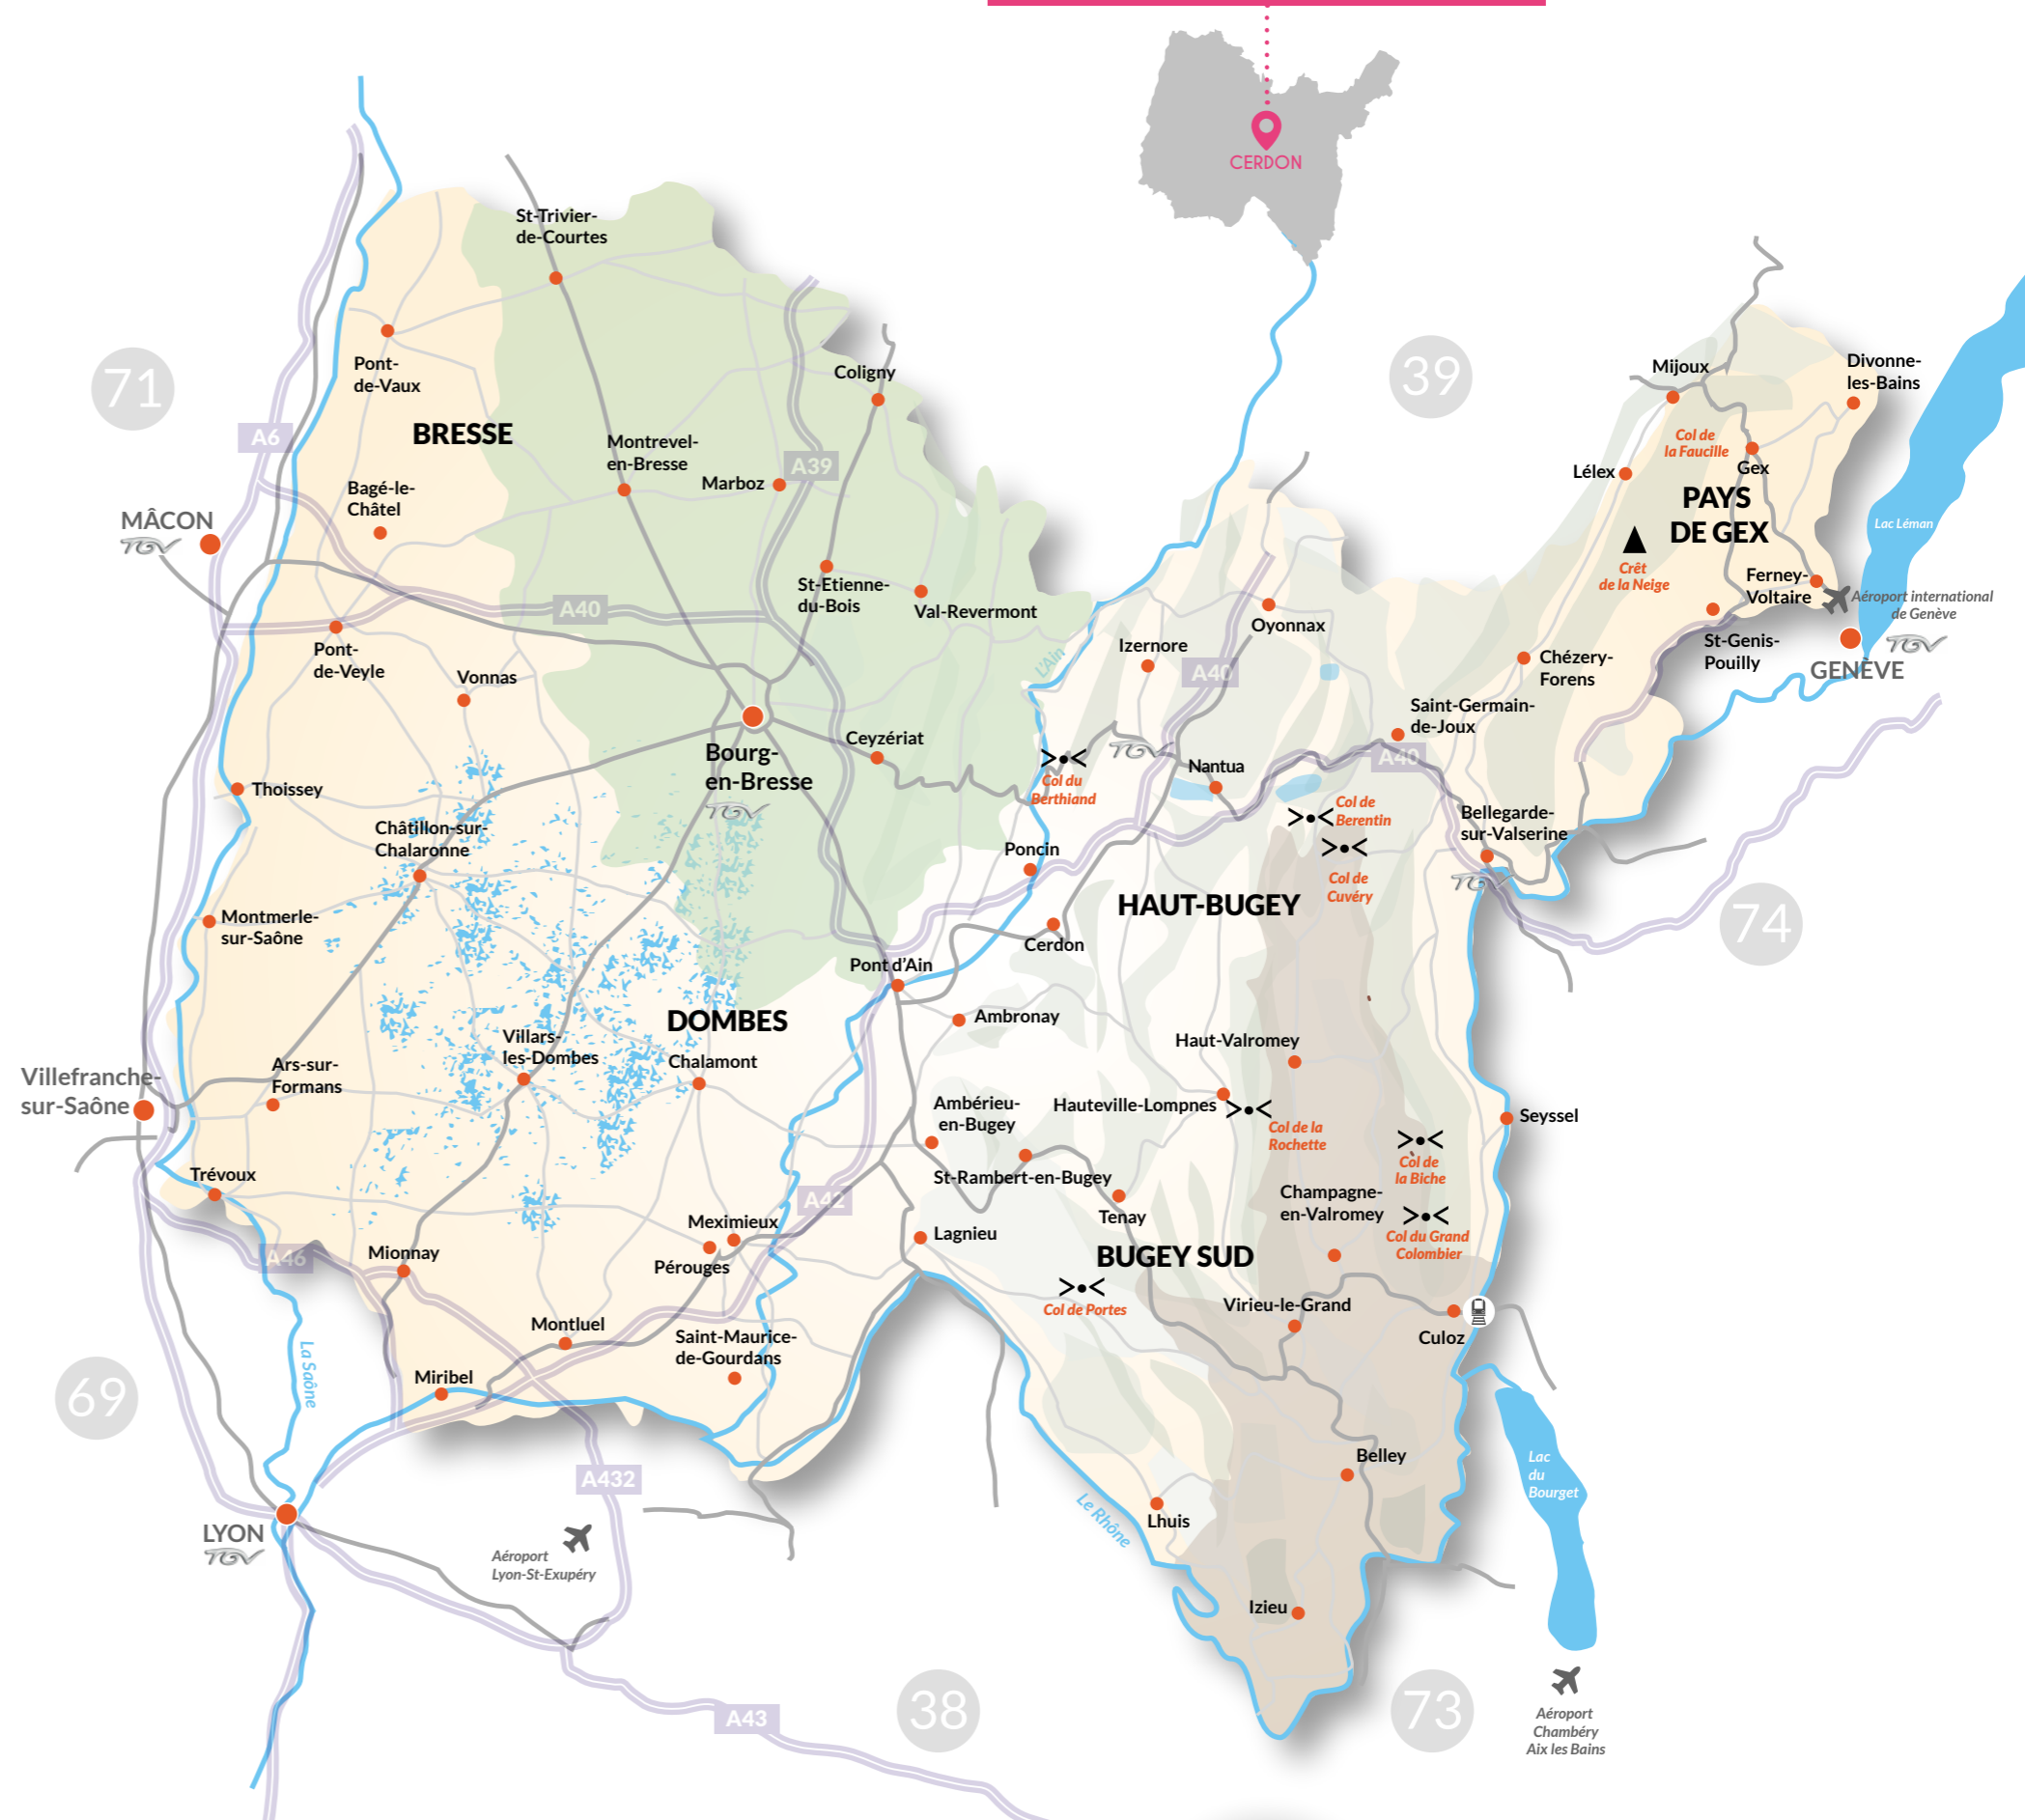 CERDON
St-Trivier-
de-Courtes
71
39
Pont-
de-Vaux
Coligny
Mijoux
Divonne-
les-Bains
BRESSE
A6
Montrevel-
en-Bresse
Marboz
A39
Col de
la Faucille
Gex
Lélex
PAYS
DE GEX
Bagé-le-
Châtel
MÂCON
TGV
Lac Léman
Crêt
de la Neige
St-Etienne-
du-Bois
Val-Revermont
A40
Ferney-
Voltaire
Aéroport international
de Genève
Oyonnax
Izernore
L'Ain
A40
St-Genis-
Pouilly
TGV
GENÈVE
Pont-
de-Veyle
Vonnas
Chézery-
Forens
Saint-Germain-
de-Joux
Bourg-
en-Bresse
TGV
Ceyzériat
TGV
Col du
Berthiand
Nantua
A40
Thoissey
Col de
Berentin
Bellegarde-
sur-Valserine
TGV
Châtillon-sur-
Chalaronne
Poncin
Col de
Cuvéry
HAUT-BUGEY
Montmerle-
sur-Saône
Cerdon
74
Pont d'Ain
DOMBES
Ambronay
Villars-
les-Dombes
Chalamont
Haut-Valromey
Ars-sur-
Formans
Villefranche-
sur-Saône
Ambérieu-
en-Bugey
Hauteville-Lompnes
Col de la
Rochette
Seyssel
Col de
la Biche
Trévoux
St-Rambert-en-Bugey
A42
Tenay
Champagne-
en-Valromey
Meximieux
Pérouges
Lagnieu
Col du Grand
Colombier
A46
Mionnay
BUGEY SUD
Col de Portes
Virieu-le-Grand
Culoz
Montluel
Saint-Maurice-
de-Gourdans
La Saône
Miribel
69
Belley
Lac
du
Bourget
A432
Le Rhône
Lhuis
LYON
TGV
Aéroport
Lyon-St-Exupéry
Izieu
38
73
A43
Aéroport
Chambéry
Aix les Bains